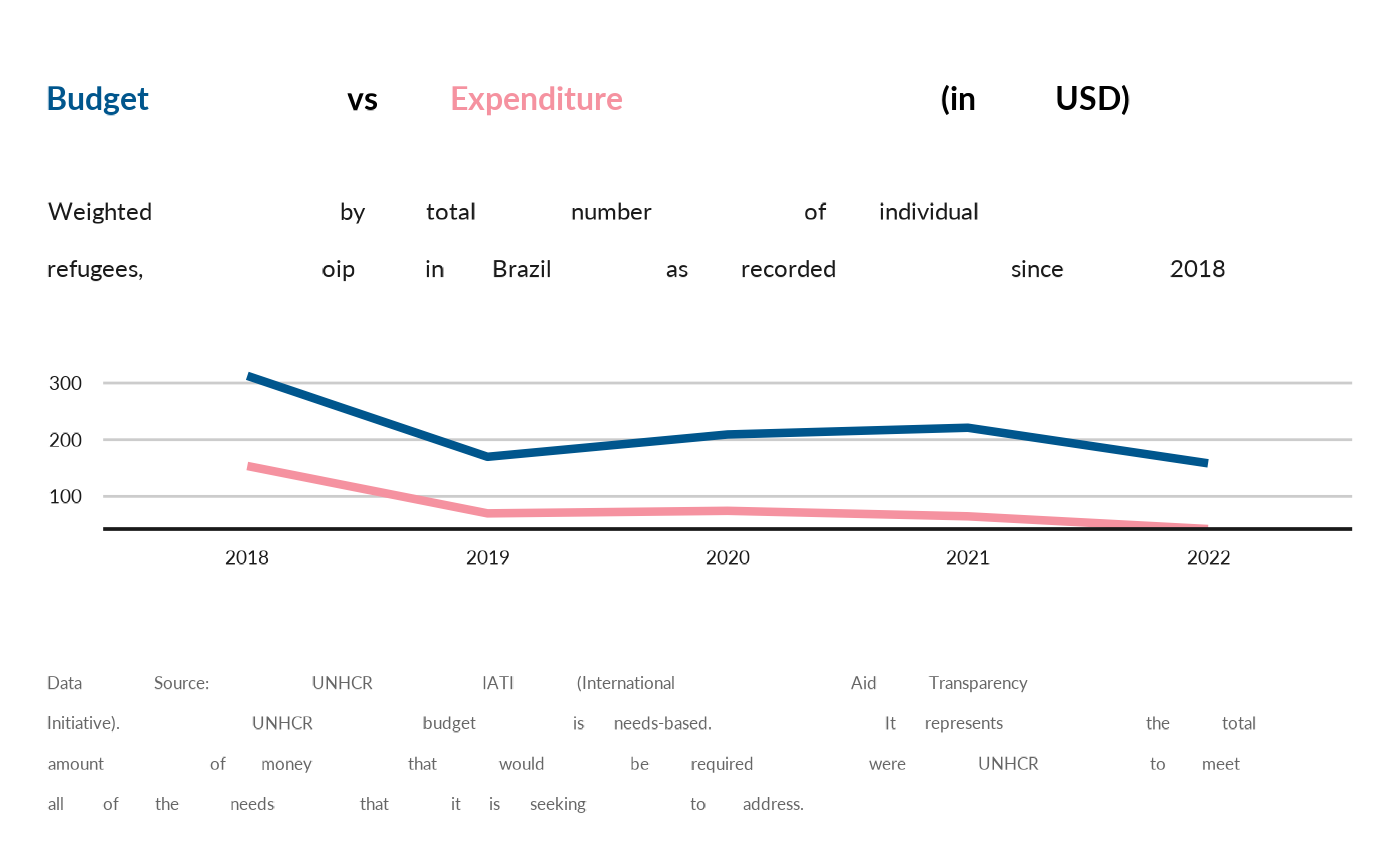 Budget vs Expenditure (in USD)
Weighted by total number of individual
refugees, oip in Brazil as recorded since 2018
300
200
100
2018 2019 2020 2021 2022
Data Source: UNHCR IATI (International Aid Transparency
Initiative). UNHCR budget is needs-based. It represents the total
amount of money that would be required were UNHCR to meet
all of the needs that it is seeking to address.